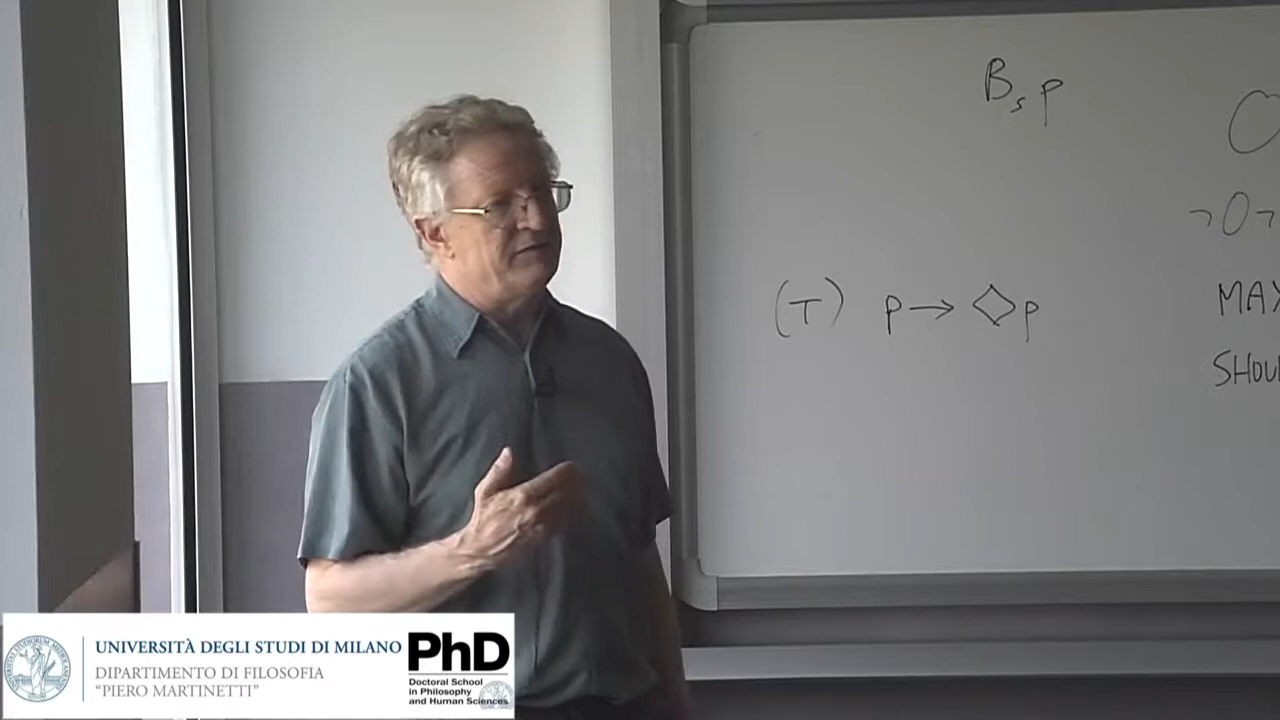 B_s p
¬O¬
(T) p → ◇p
MAY
SHOU
UNIVERSITÀ DEGLI STUDI DI MILANO
DIPARTIMENTO DI FILOSOFIA
"PIERO MARTINETTI"
PhD
Doctoral School
in Philosophy
and Human Sciences